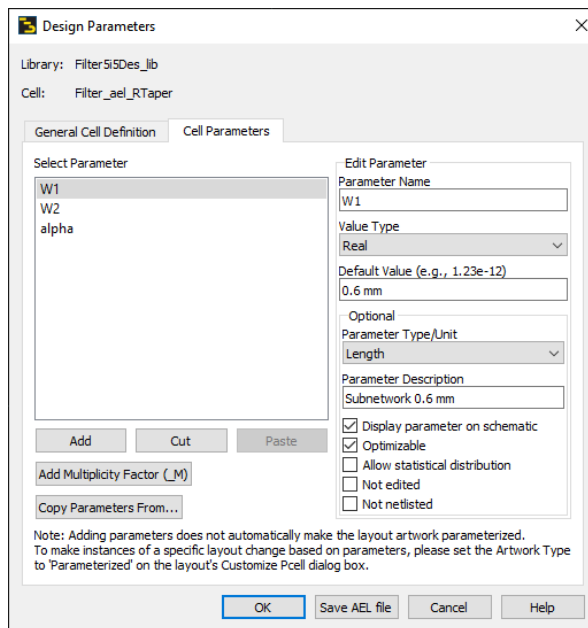 Design Parameters
Library: Filter5i5Des_lib
Cell: Filter_ael_RTaper
General Cell Definition
Cell Parameters
Select Parameter
W1
W2
alpha
Add
Cut
Paste
Add Multiplicity Factor (_M)
Copy Parameters From...
Edit Parameter
Parameter Name
W1
Value Type
Real
Default Value (e.g., 1.23e-12)
0.6 mm
Optional
Parameter Type/Unit
Length
Parameter Description
Subnetwork 0.6 mm
Display parameter on schematic
Optimizable
Allow statistical distribution
Not edited
Not netlisted
Note: Adding parameters does not automatically make the layout artwork parameterized.
To make instances of a specific layout change based on parameters, please set the Artwork Type
to 'Parameterized' on the layout's Customize Pcell dialog box.
OK
Save AEL file
Cancel
Help